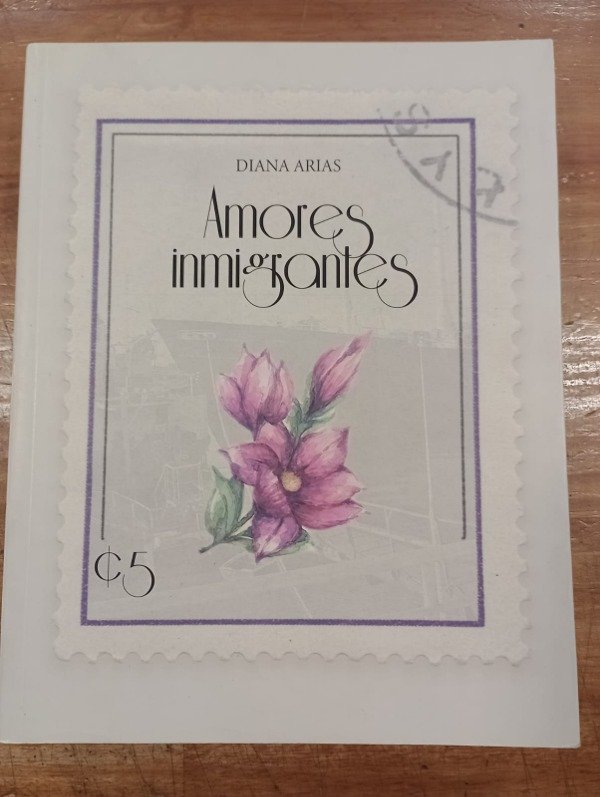 DIANA ARIAS
Amores
inmigrantes
₵5